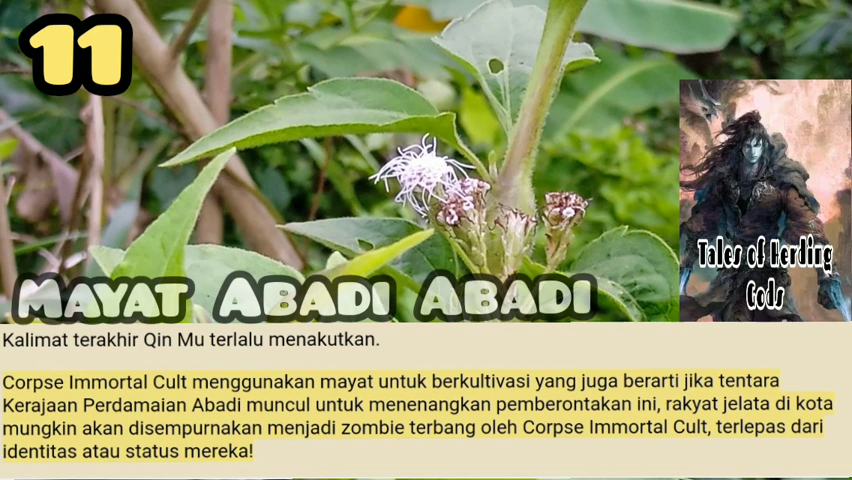 11
Tales of Herding
Gods
Mayat Abadi Abadi
Kalimat terakhir Qin Mu terlalu menakutkan.
Corpse Immortal Cult menggunakan mayat untuk berkultivasi yang juga berarti jika tentara
Kerajaan Perdamaian Abadi muncul untuk menenangkan pemberontakan ini, rakyat jelata di kota
mungkin akan disempurnakan menjadi zombie terbang oleh Corpse Immortal Cult, terlepas dari
identitas atau status mereka!